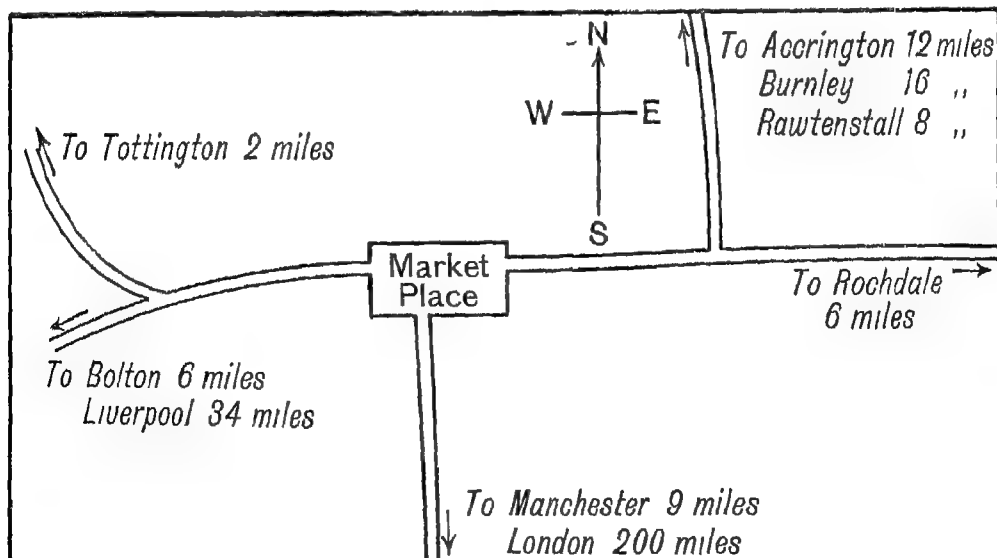 N
W E
S
To Accrington 12 miles
Burnley 16 „
Rawtenstall 8 „
To Tottington 2 miles
Market
Place
To Rochdale
6 miles
To Bolton 6 miles
Liverpool 34 miles
To Manchester 9 miles
London 200 miles